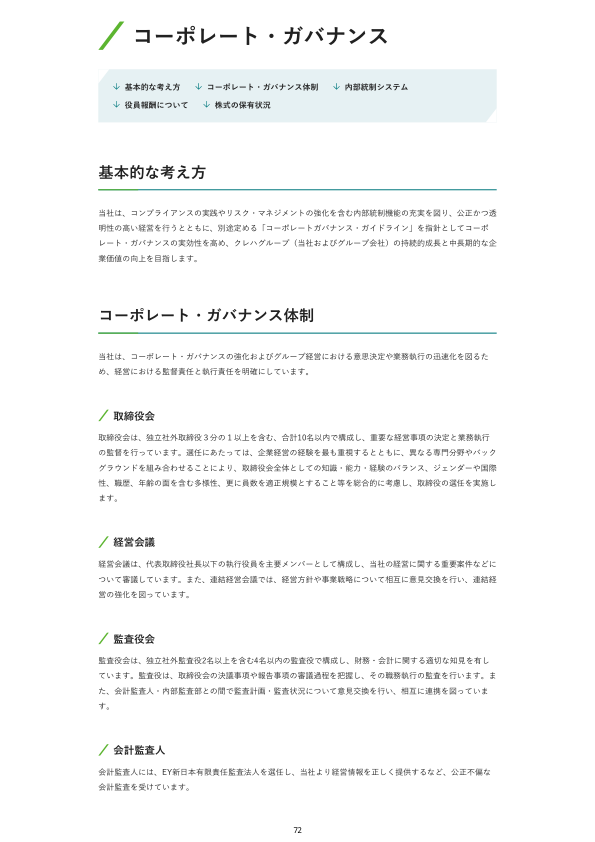 コーポレート・ガバナンス
↓ 基本的な考え方 ↓ コーポレート・ガバナンス体制 ↓ 内部統制システム
↓ 役員報酬について ↓ 株式の保有状況
基本的な考え方
当社は、コンプライアンスの実践やリスク・マネジメントの強化を含む内部統制機能の充実を図り、公正かつ透
明性の高い経営を行うとともに、別途定める「コーポレートガバナンス・ガイドライン」を指針としてコーポ
レート・ガバナンスの実効性を高め、クレハグループ（当社およびグループ会社）の持続的成長と中長期的な企
業価値の向上を目指します。
コーポレート・ガバナンス体制
当社は、コーポレート・ガバナンスの強化およびグループ経営における意思決定や業務執行の迅速化を図るた
め、経営における監督責任と執行責任を明確にしています。
取締役会
取締役会は、独立社外取締役３分の１以上を含む、合計10名以内で構成し、重要な経営事項の決定と業務執行
の監督を行っています。選任にあたっては、企業経営の経験を最も重視するとともに、異なる専門分野やバック
グラウンドを組み合わせることにより、取締役会全体としての知識・能力・経験のバランス、ジェンダーや国際
性、職歴、年齢の面を含む多様性、更に員数を適正規模とすること等を総合的に考慮し、取締役の選任を実施し
ます。
経営会議
経営会議は、代表取締役社長以下の執行役員を主要メンバーとして構成し、当社の経営に関する重要案件などに
ついて審議しています。また、連結経営会議では、経営方針や事業戦略について相互に意見交換を行い、連結経
営の強化を図っています。
監査役会
監査役会は、独立社外監査役2名以上を含む4名以内の監査役で構成し、財務・会計に関する適切な知見を有し
ています。監査役は、取締役会の決議事項や報告事項の審議過程を把握し、その職務執行の監査を行います。ま
た、会計監査人・内部監査部との間で監査計画・監査状況について意見交換を行い、相互に連携を図っていま
す。
会計監査人
会計監査人には、EY新日本有限責任監査法人を選任し、当社より経営情報を正しく提供するなど、公正不偏な
会計監査を受けています。
72